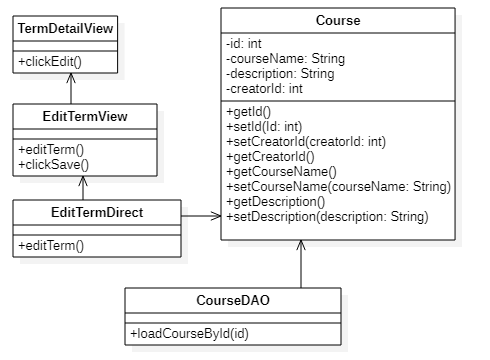 TermDetailView
+clickEdit()
EditTermView
+editTerm()
+clickSave()
EditTermDirect
+editTerm()
Course
-id: int
-courseName: String
-description: String
-creatorId: int
+getId()
+setId(Id: int)
+setCreatorId(creatorId: int)
+getCreatorId()
+getCourseName()
+setCourseName(courseName: String)
+getDescription()
+setDescription(description: String)
CourseDAO
+loadCourseById(id)